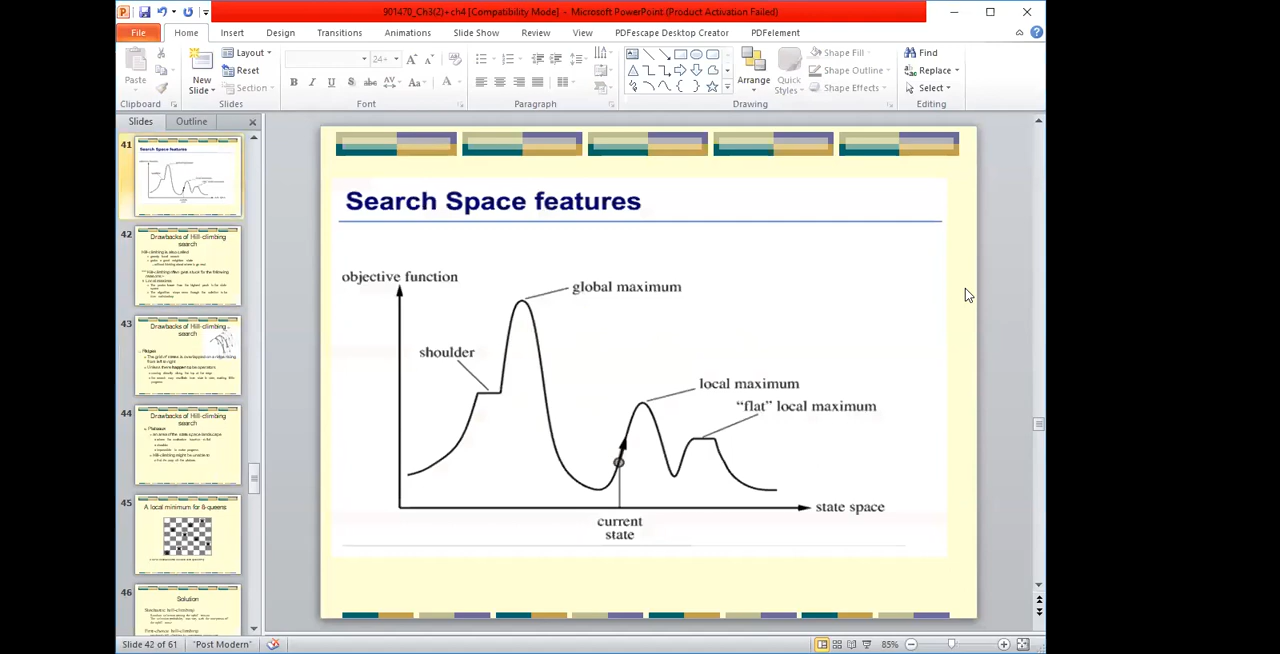 901470_Ch3(2)+ch4 [Compatibility Mode] - Microsoft PowerPoint (Product Activation Failed)
File Home Insert Design Transitions Animations Slide Show Review View PDFescape Desktop Creator PDFelement
Paste
New Slide
Layout
Reset
Section
24
B I U S abc AV Aa A
Arrange
Quick Styles
Shape Fill
Shape Outline
Shape Effects
Find
Replace
Select
Clipboard Slides Font Paragraph Drawing Editing
Slides Outline
41
Search Space features
42
Drawbacks of Hill-climbing
search
43
Drawbacks of Hill-climbing
search
Ridges
44
Drawbacks of Hill-climbing
search
45
A local minimum for 8-queens
46
Solution
Search Space features
objective function
global maximum
shoulder
local maximum
“flat” local maximum
state space
current
state
Slide 42 of 61 "Post Modern" 85%